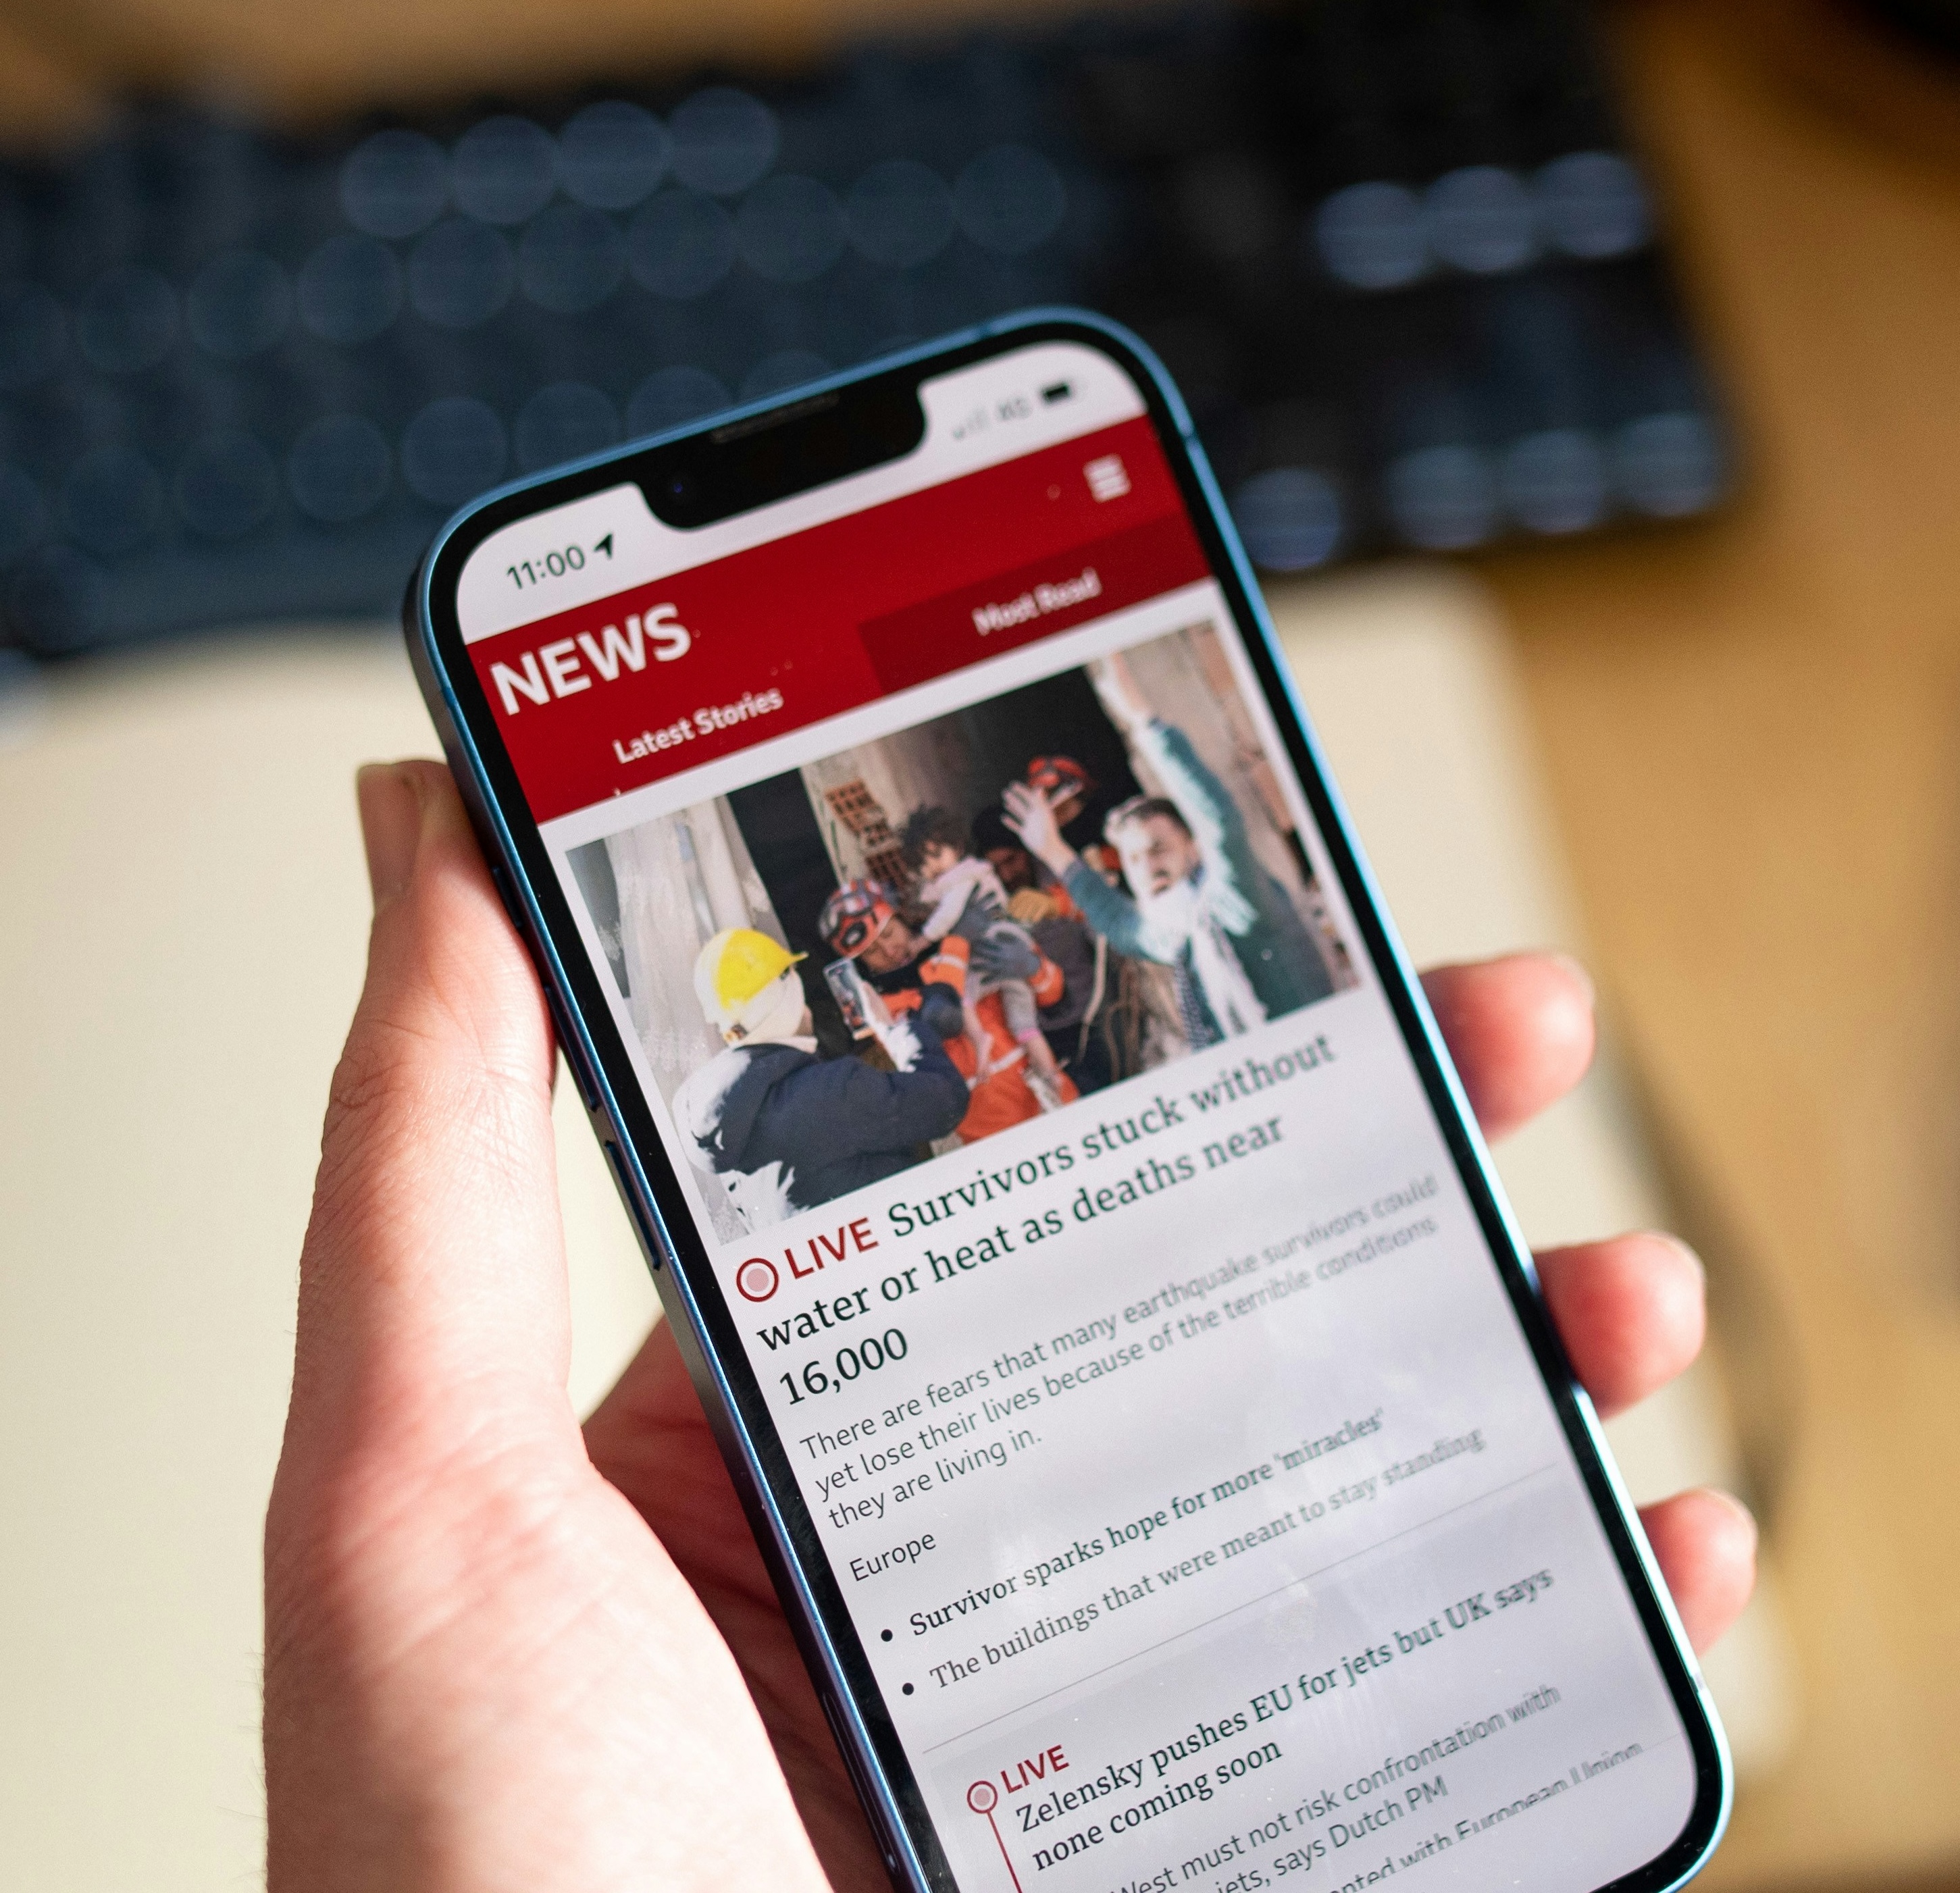 11:00
4G
NEWS
Latest Stories
Most Read
LIVE Survivors stuck without
water or heat as deaths near
16,000
There are fears that many earthquake survivors could
yet lose their lives because of the terrible conditions
they are living in.
Europe
Survivor sparks hope for more 'miracles'
The buildings that were meant to stay standing
LIVE
Zelensky pushes EU for jets but UK says
none coming soon
West must not risk confrontation with
jets, says Dutch PM
with European